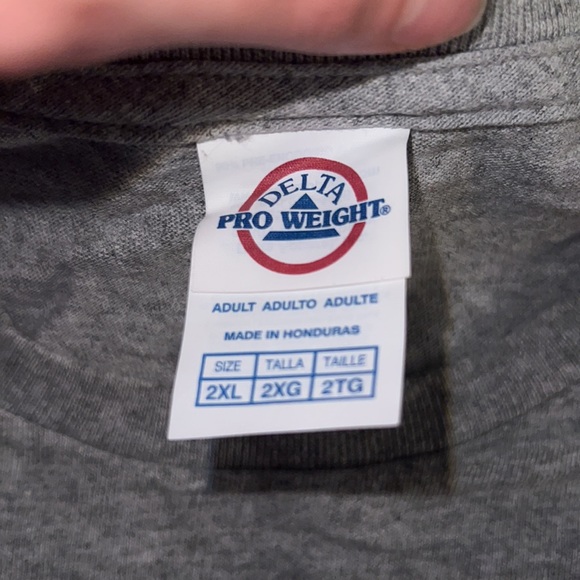 DELTA
PRO WEIGHT®
ADULT ADULTO ADULTE
MADE IN HONDURAS
SIZE TALLA TAILLE
2XL 2XG 2TG